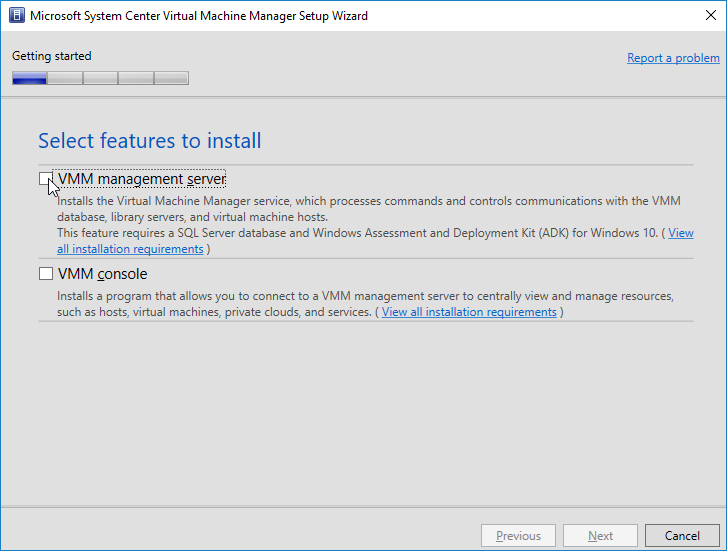 Microsoft System Center Virtual Machine Manager Setup Wizard
Getting started
Report a problem
Select features to install
VMM management server
Installs the Virtual Machine Manager service, which processes commands and controls communications with the VMM
database, library servers, and virtual machine hosts.
This feature requires a SQL Server database and Windows Assessment and Deployment Kit (ADK) for Windows 10. ( View
all installation requirements )
VMM console
Installs a program that allows you to connect to a VMM management server to centrally view and manage resources,
such as hosts, virtual machines, private clouds, and services. ( View all installation requirements )
Previous
Next
Cancel